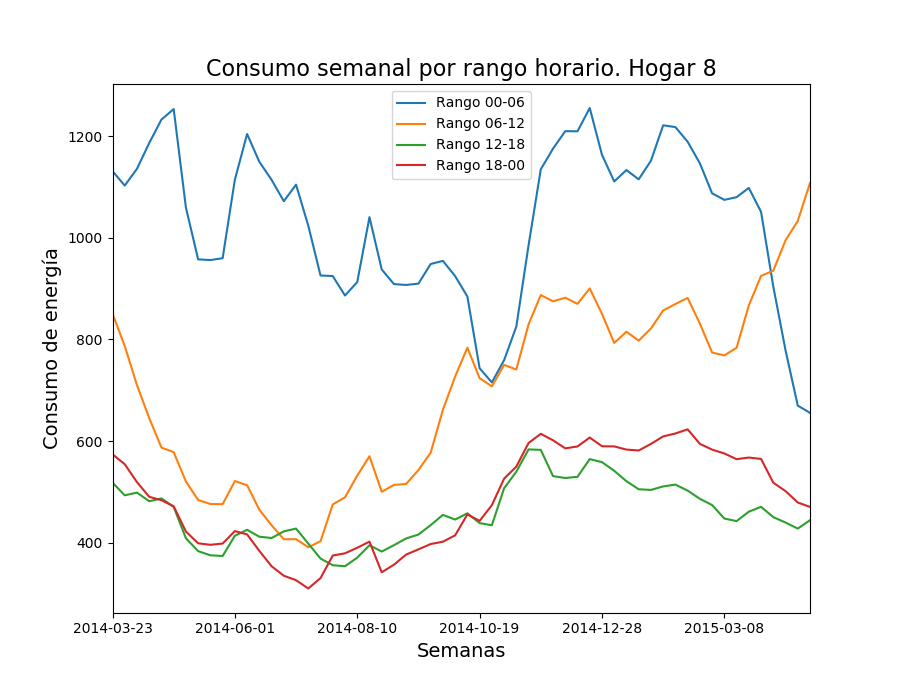 Consumo semanal por rango horario. Hogar 8
Rango 00-06
Rango 06-12
Rango 12-18
Rango 18-00
1200
1000
800
600
400
Consumo de energía
2014-03-23 2014-06-01 2014-08-10 2014-10-19 2014-12-28 2015-03-08
Semanas